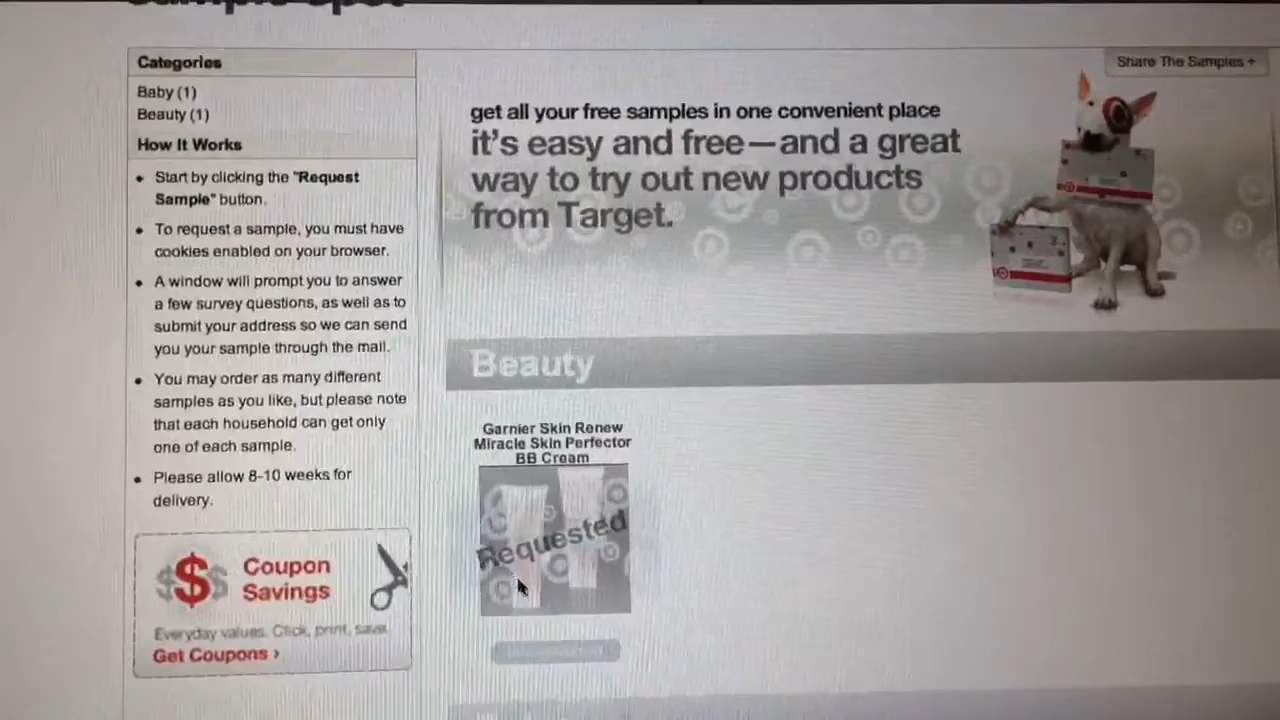 Categories
Baby (1)
Beauty (1)
How It Works
Start by clicking the "Request
Sample" button.
To request a sample, you must have
cookies enabled on your browser.
A window will prompt you to answer
a few survey questions, as well as to
submit your address so we can send
you your sample through the mail.
You may order as many different
samples as you like, but please note
that each household can get only
one of each sample.
Please allow 8-10 weeks for
delivery.
$$$
Coupon
Savings
Everyday values. Click, print, save.
Get Coupons ›
Share The Samples +
get all your free samples in one convenient place
it's easy and free—and a great
way to try out new products
from Target.
Beauty
Garnier Skin Renew
Miracle Skin Perfector
BB Cream
Requested